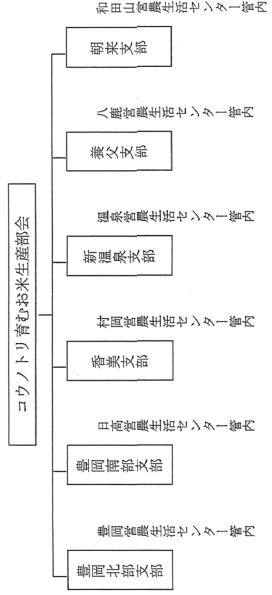 コウノトリ育むお米生産部会
豊岡北部支部
豊岡営農生活センター管内
豊岡南部支部
日高営農生活センター管内
香美支部
村岡営農生活センター管内
新温泉支部
温泉営農生活センター管内
養父支部
八鹿営農生活センター管内
朝来支部
和田山営農生活センター管内